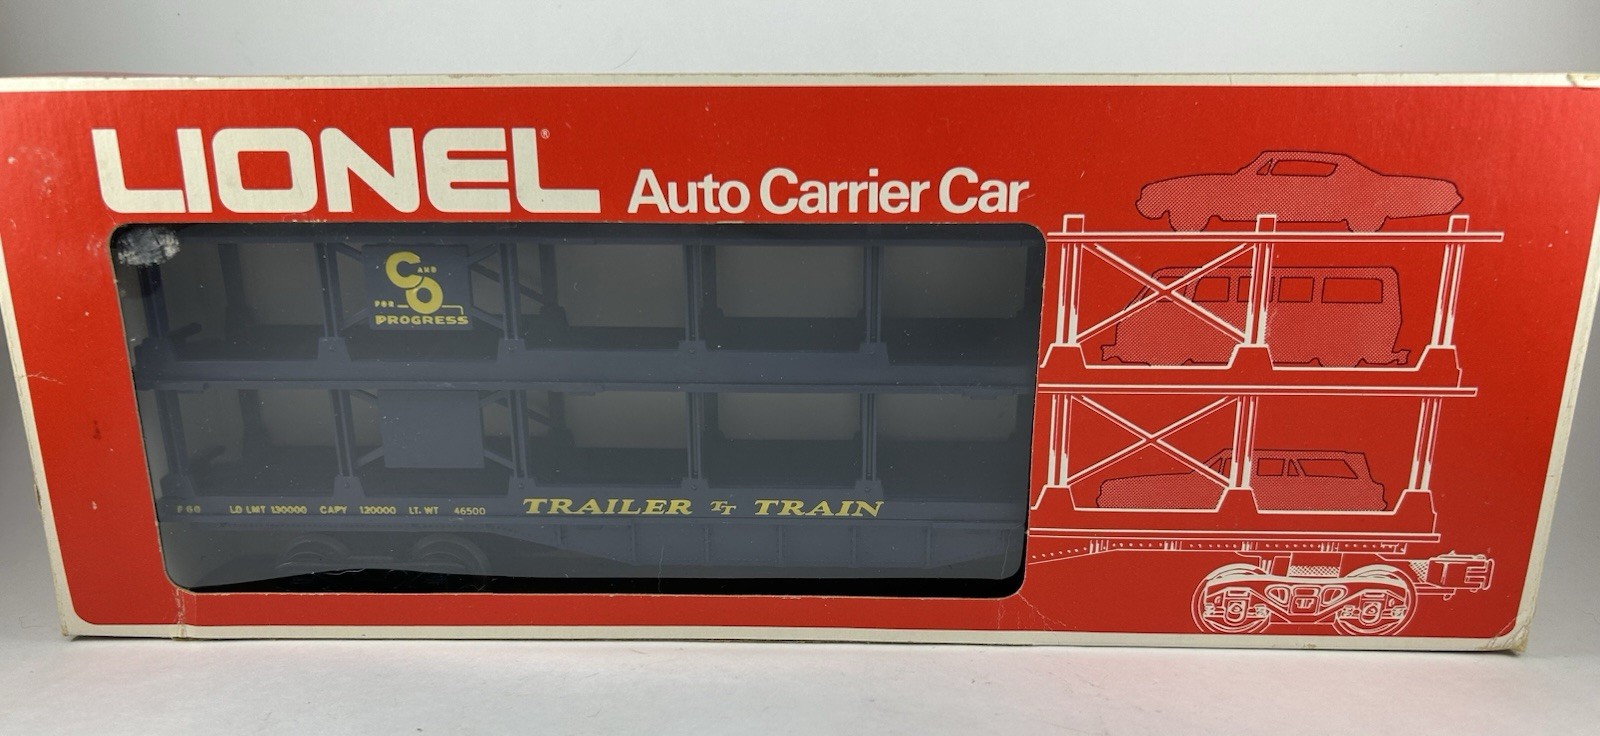 LIONEL®
Auto Carrier Car
C AND O
FOR
PROGRESS
LD LMT 130000 CAPY 120000 LT. WT 46500
TRAILER TT TRAIN